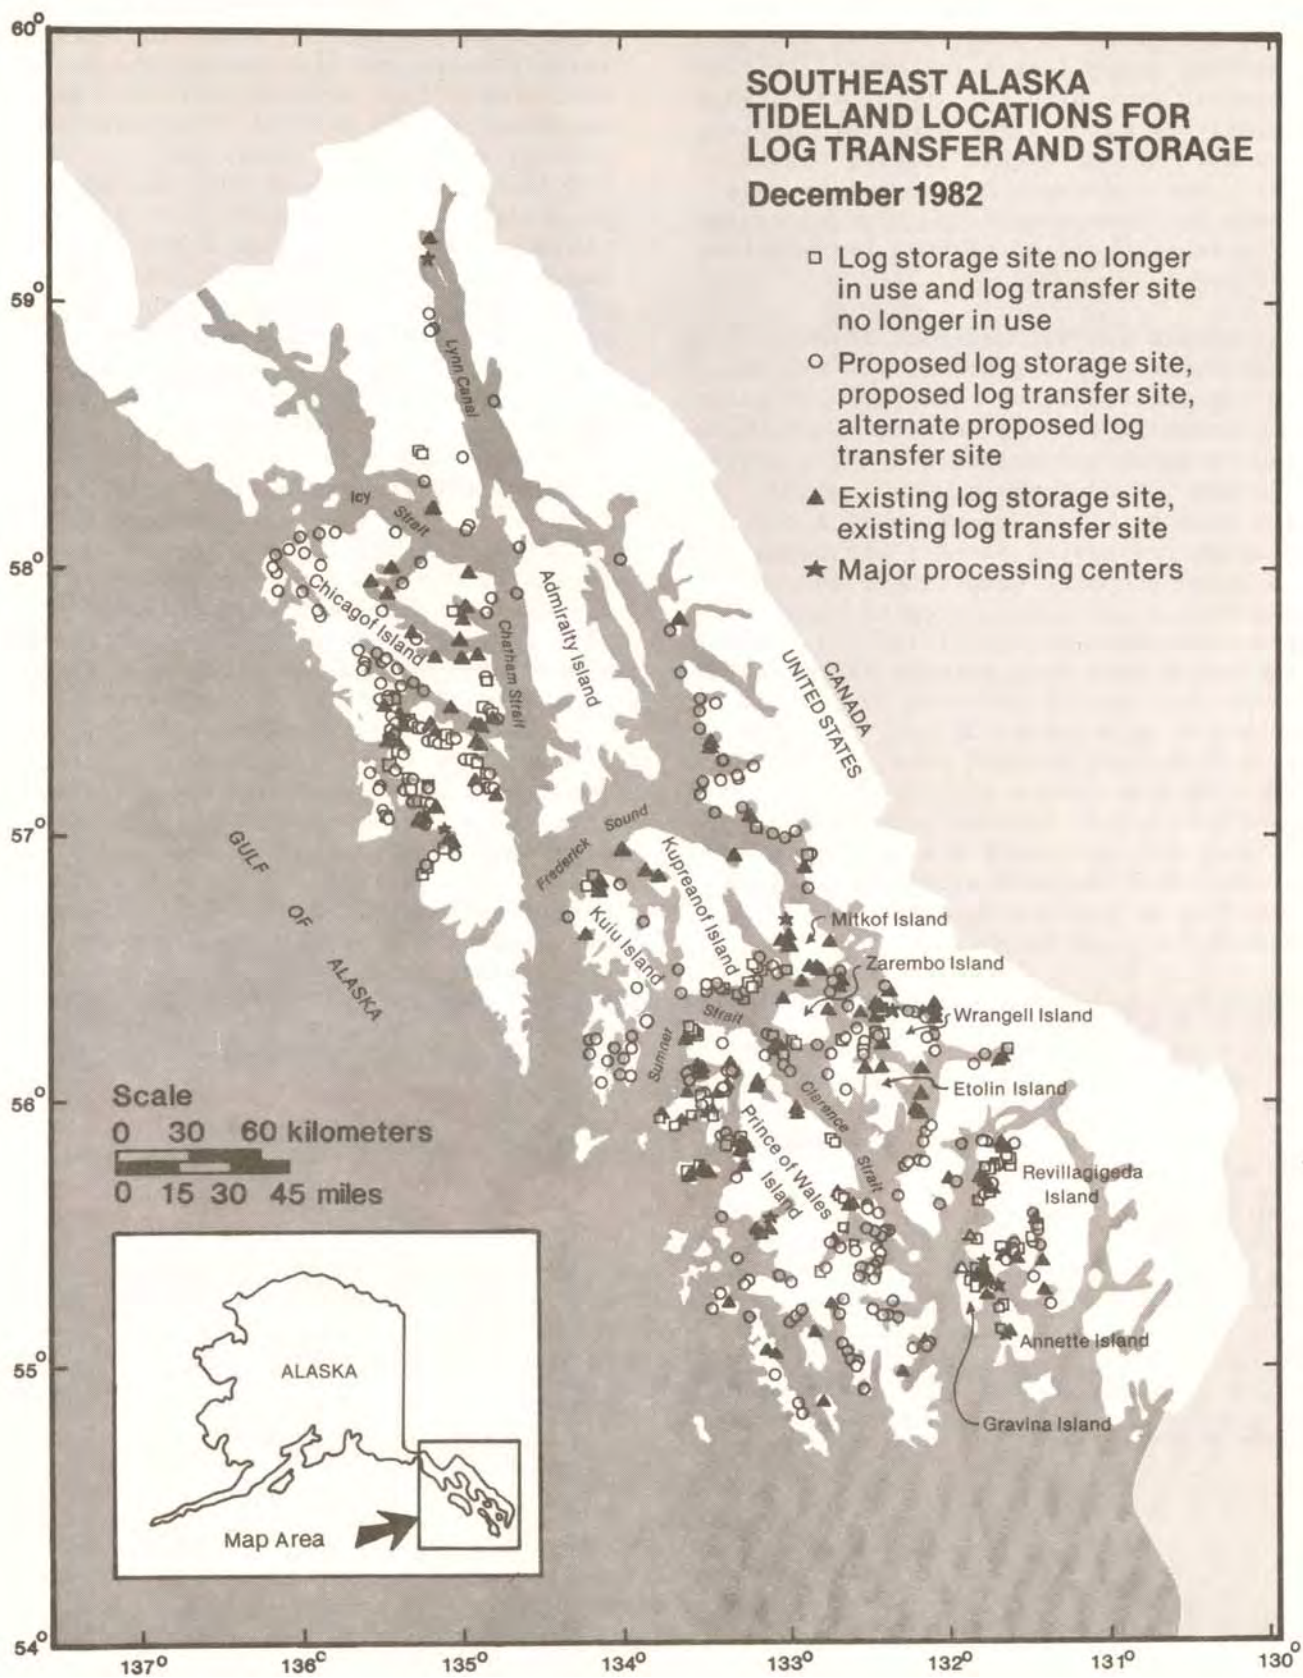 60°
SOUTHEAST ALASKA
TIDELAND LOCATIONS FOR
LOG TRANSFER AND STORAGE
December 1982
Log storage site no longer
in use and log transfer site
no longer in use
Proposed log storage site,
proposed log transfer site,
alternate proposed log
transfer site
Existing log storage site,
existing log transfer site
Major processing centers
59°
Lynn Canal
Icy
Strait
58°
Chicagof Island
Admiralty Island
Chatham Strait
CANADA
UNITED STATES
57°
GULF
OF
ALASKA
Frederick Sound
Kupreanof Island
Kuiu Island
Mitkof Island
Zarembo Island
Wrangell Island
Sumner
Strait
Etolin Island
Clarence
Strait
56°
Prince of Wales
Island
Revillagigeda
Island
Scale
0 30 60 kilometers
0 15 30 45 miles
Annette Island
55°
Gravina Island
ALASKA
Map Area
54°
137° 136° 135° 134° 133° 132° 131° 130°